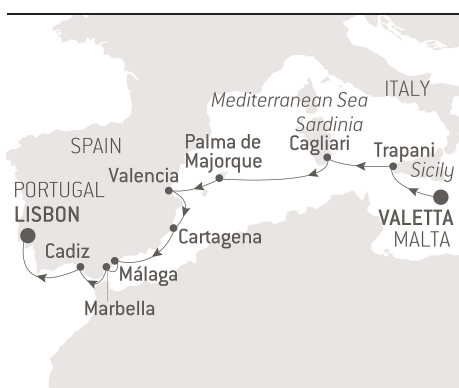 ITALY
Mediterranean Sea
Sardinia
SPAIN
Palma de
Majorque
Cagliari
Trapani
Valencia
Sicily
PORTUGAL
LISBON
VALETTA
MALTA
Cartagena
Cadiz
Málaga
Marbella